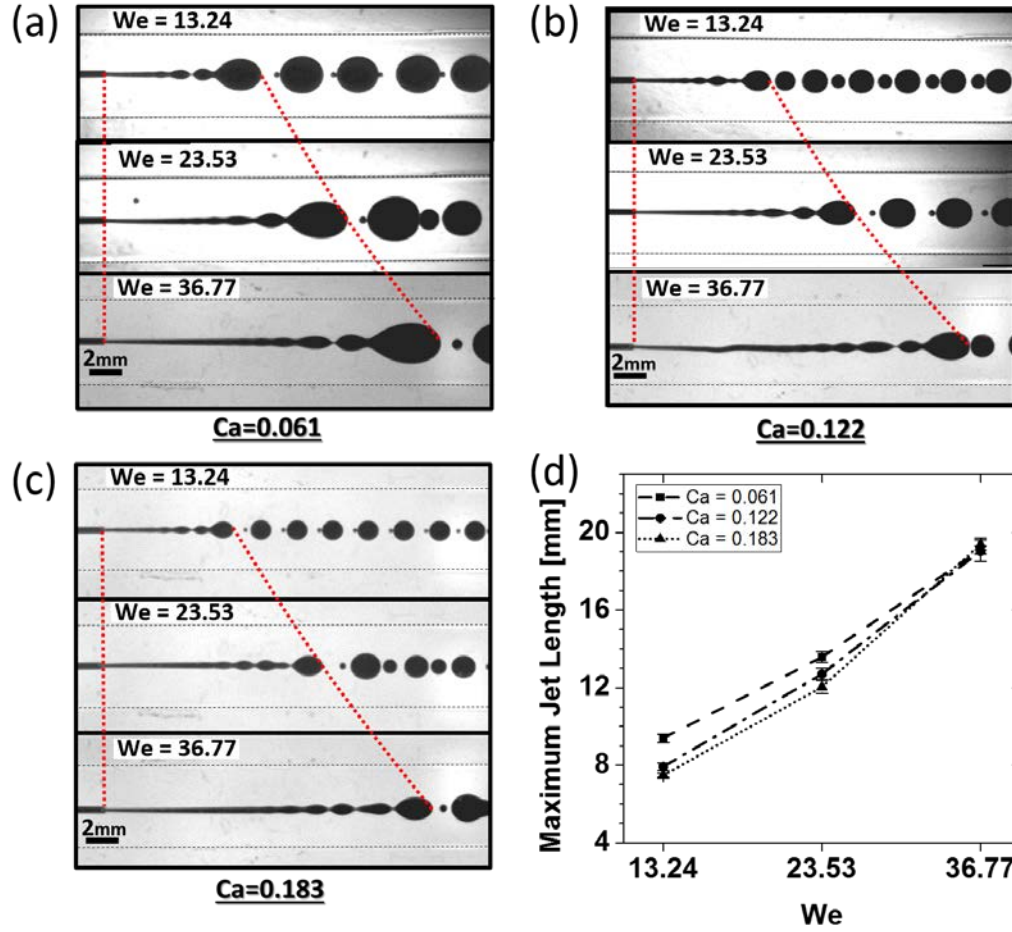 (a)
We = 13.24
We = 23.53
We = 36.77
2mm
Ca=0.061
(b)
We = 13.24
We = 23.53
We = 36.77
2mm
Ca=0.122
(c)
We = 13.24
We = 23.53
We = 36.77
2mm
Ca=0.183
(d)
Ca = 0.061
Ca = 0.122
Ca = 0.183
Maximum Jet Length [mm]
20
16
12
8
4
13.24 23.53 36.77
We